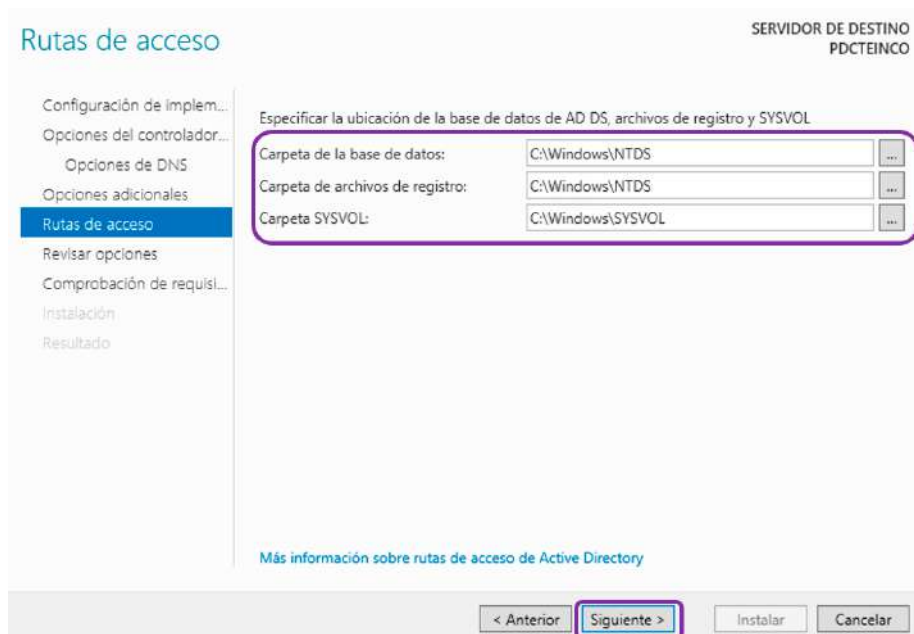 Rutas de acceso
SERVIDOR DE DESTINO
PDCTEINCO
Configuración de implem...
Opciones del controlador...
Opciones de DNS
Opciones adicionales
Rutas de acceso
Revisar opciones
Comprobación de requisi...
Instalación
Resultado
Especificar la ubicación de la base de datos de AD DS, archivos de registro y SYSVOL
Carpeta de la base de datos: C:\Windows\NTDS ...
Carpeta de archivos de registro: C:\Windows\NTDS ...
Carpeta SYSVOL: C:\Windows\SYSVOL ...
Más información sobre rutas de acceso de Active Directory
< Anterior Siguiente > Instalar Cancelar